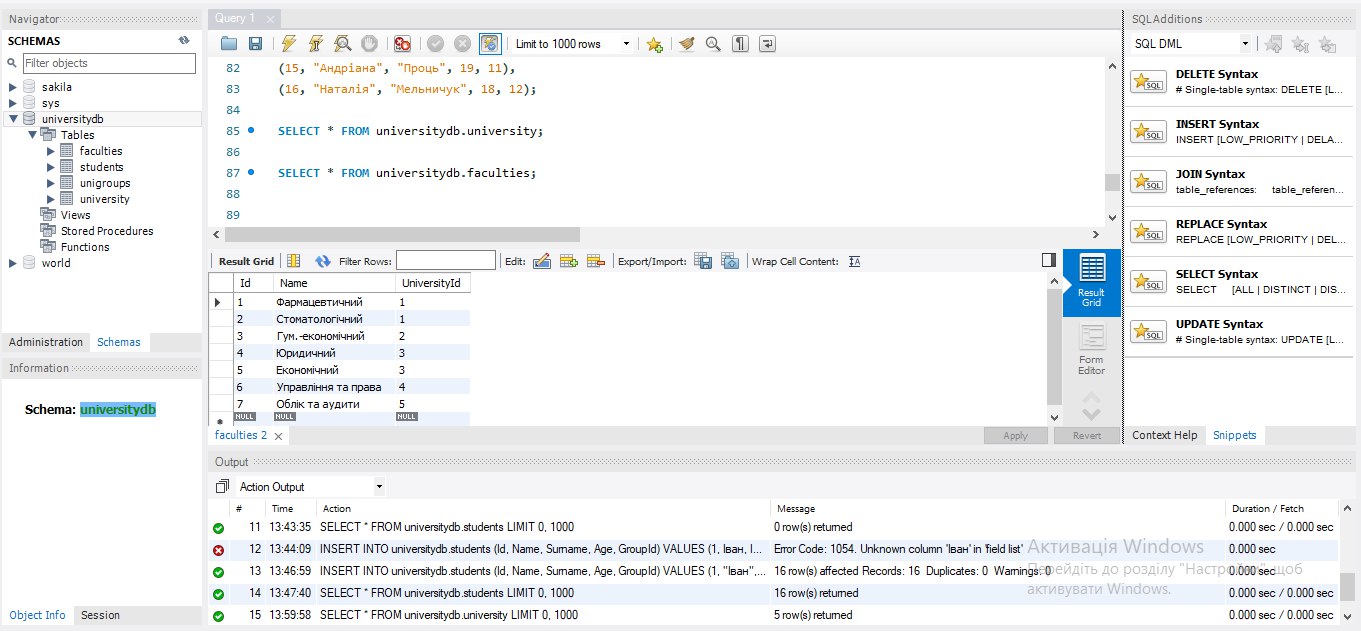 Navigator
SCHEMAS
Filter objects
sakila
sys
universitydb
Tables
faculties
students
unigroups
university
Views
Stored Procedures
Functions
world
Administration Schemas
Information
Schema: universitydb
Object Info Session
Query 1
Limit to 1000 rows
82 (15, "Андріана", "Проць", 19, 11),
83 (16, "Наталія", "Мельничук", 18, 12);
84
85 SELECT * FROM universitydb.university;
86
87 SELECT * FROM universitydb.faculties;
88
89
Result Grid Filter Rows: Edit: Export/Import: Wrap Cell Content:
Id Name UniversityId
1 Фармацевтичний 1
2 Стоматологічний 1
3 Гум.-економічний 2
4 Юридичний 3
5 Економічний 3
6 Управління та права 4
7 Облік та аудити 5
NULL NULL NULL
Result Grid
Form Editor
faculties 2
Apply Revert
Output
Action Output
# Time Action Message Duration / Fetch
11 13:43:35 SELECT * FROM universitydb.students LIMIT 0, 1000 0 row(s) returned 0.000 sec / 0.000 sec
12 13:44:09 INSERT INTO universitydb.students (Id, Name, Surname, Age, GroupId) VALUES (1, Іван, І... Error Code: 1054. Unknown column 'Іван' in 'field list' 0.000 sec
13 13:46:59 INSERT INTO universitydb.students (Id, Name, Surname, Age, GroupId) VALUES (1, "Іван",... 16 row(s) affected Records: 16 Duplicates: 0 Warnings: 0 0.000 sec
14 13:47:40 SELECT * FROM universitydb.students LIMIT 0, 1000 16 row(s) returned 0.000 sec / 0.000 sec
15 13:59:58 SELECT * FROM universitydb.university LIMIT 0, 1000 5 row(s) returned 0.000 sec / 0.000 sec
Активація Windows
Перейдіть до розділу "Настройки", щоб
активувати Windows.
SQLAdditions
SQL DML
DELETE Syntax
# Single-table syntax: DELETE [L...
INSERT Syntax
INSERT [LOW_PRIORITY | DELA...
JOIN Syntax
table_references: table_referen...
REPLACE Syntax
REPLACE [LOW_PRIORITY | DEL...
SELECT Syntax
SELECT [ALL | DISTINCT | DIS...
UPDATE Syntax
# Single-table syntax: UPDATE [L...
Context Help Snippets